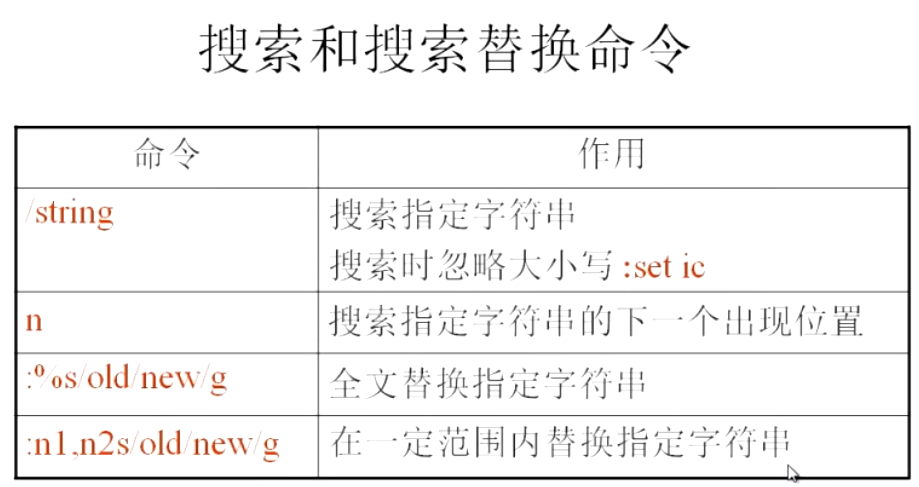 搜索和搜索替换命令
命令 作用
/string 搜索指定字符串
搜索时忽略大小写 :set ic
n 搜索指定字符串的下一个出现位置
:%s/old/new/g 全文替换指定字符串
:n1,n2s/old/new/g 在一定范围内替换指定字符串